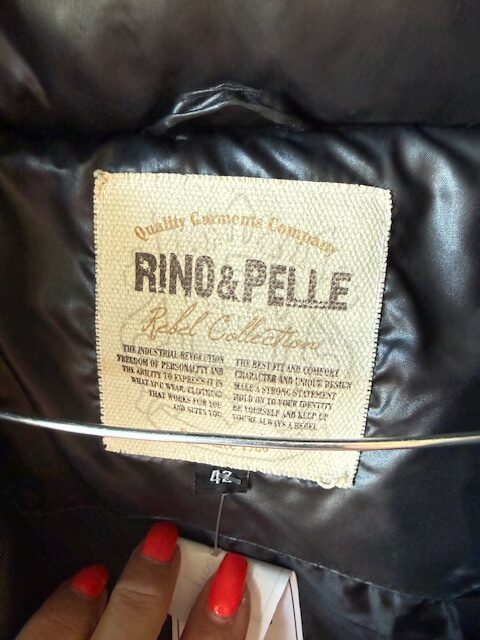 Quality Garments Company
RINO&PELLE
Rebel Collection
THE INDUSTRIAL REVOLUTION
FREEDOM OF PERSONALITY AND
THE ABILITY TO EXPRESS IT IN
WHAT YOU WEAR. CLOTHING
THAT WORKS FOR YOU
AND SUITS YOU
THE BEST FIT AND COMFORT
CHARACTER AND UNIQUE DESIGN
MAKE A STRONG STATEMENT
HOLD ON TO YOUR IDENTITY
BE YOURSELF AND KEEP UP
YOU'RE ALWAYS A REBEL
42